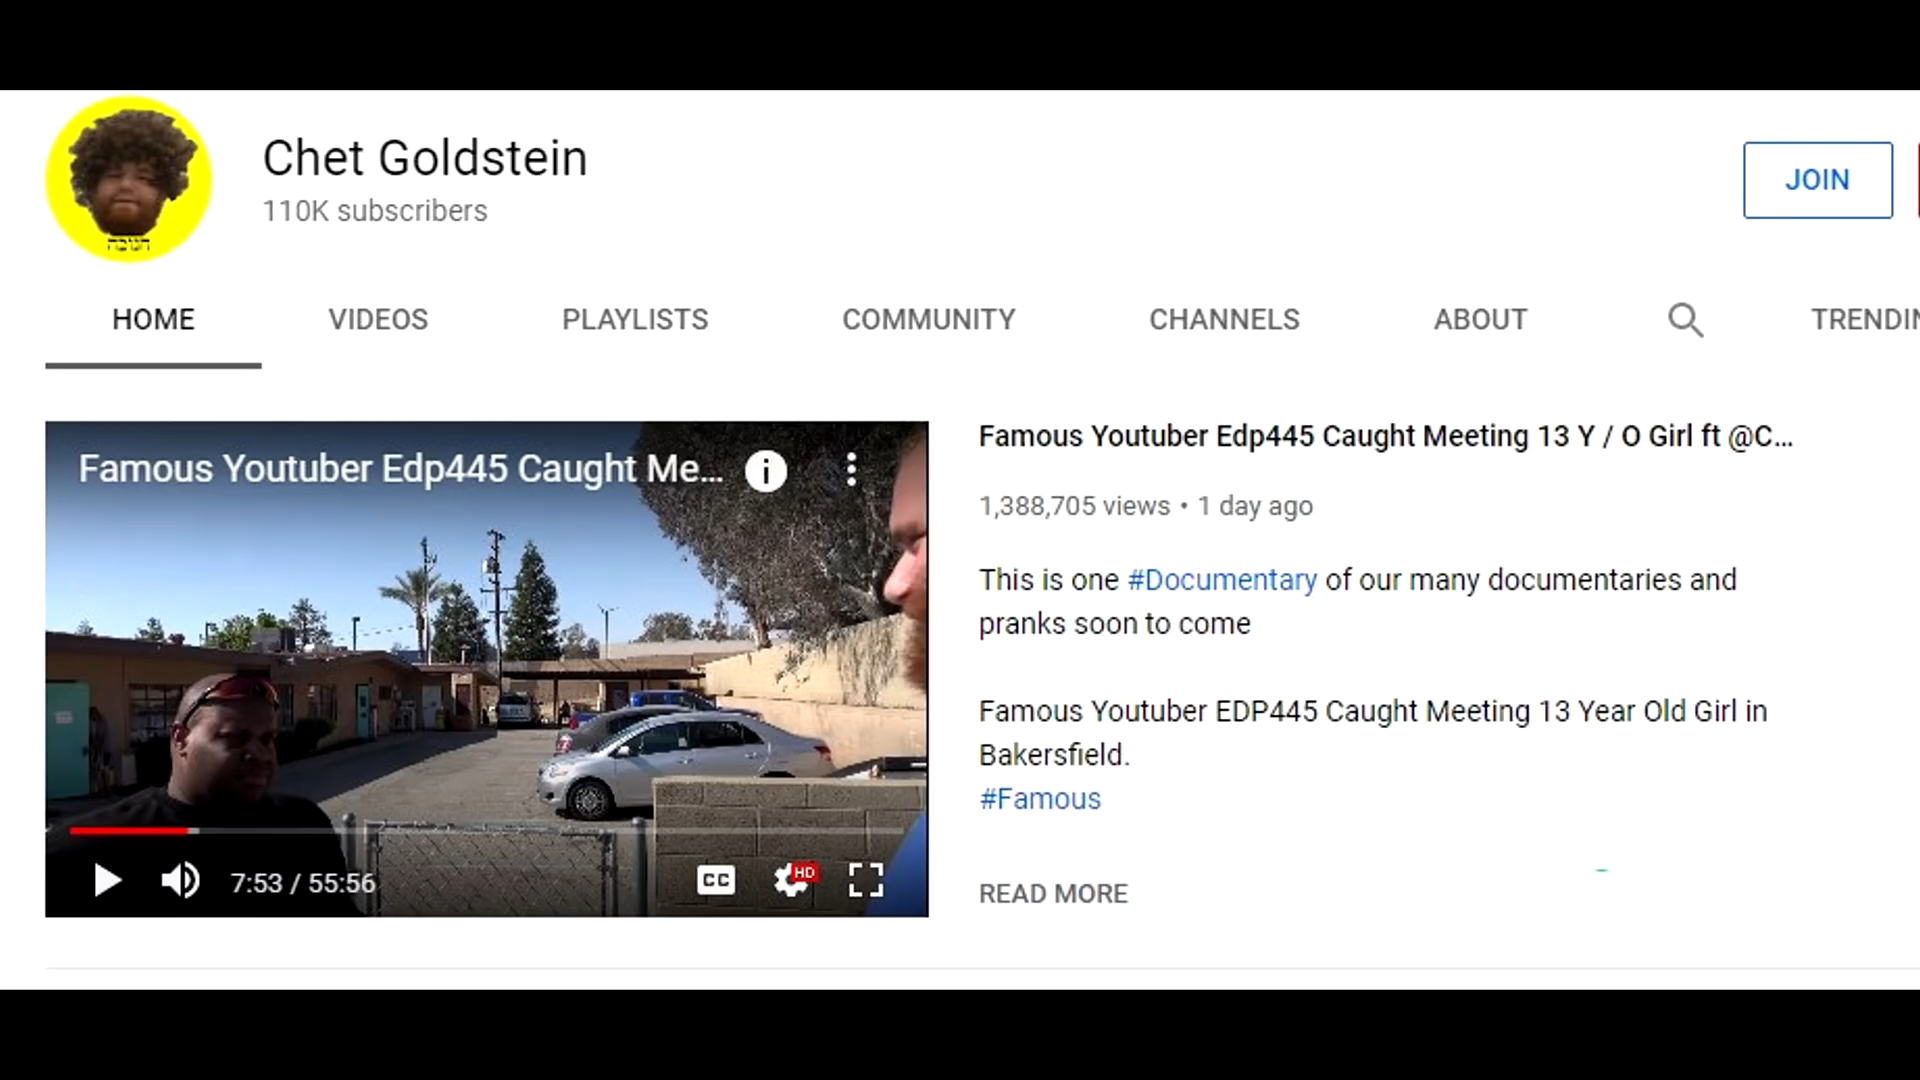 Chet Goldstein
110K subscribers
JOIN
HOME VIDEOS PLAYLISTS COMMUNITY CHANNELS ABOUT
Famous Youtuber Edp445 Caught Me...
7:53 / 55:56
CC
HD
Famous Youtuber Edp445 Caught Meeting 13 Y / O Girl ft @C...
1,388,705 views • 1 day ago
This is one #Documentary of our many documentaries and
pranks soon to come
Famous Youtuber EDP445 Caught Meeting 13 Year Old Girl in
Bakersfield.
#Famous
READ MORE